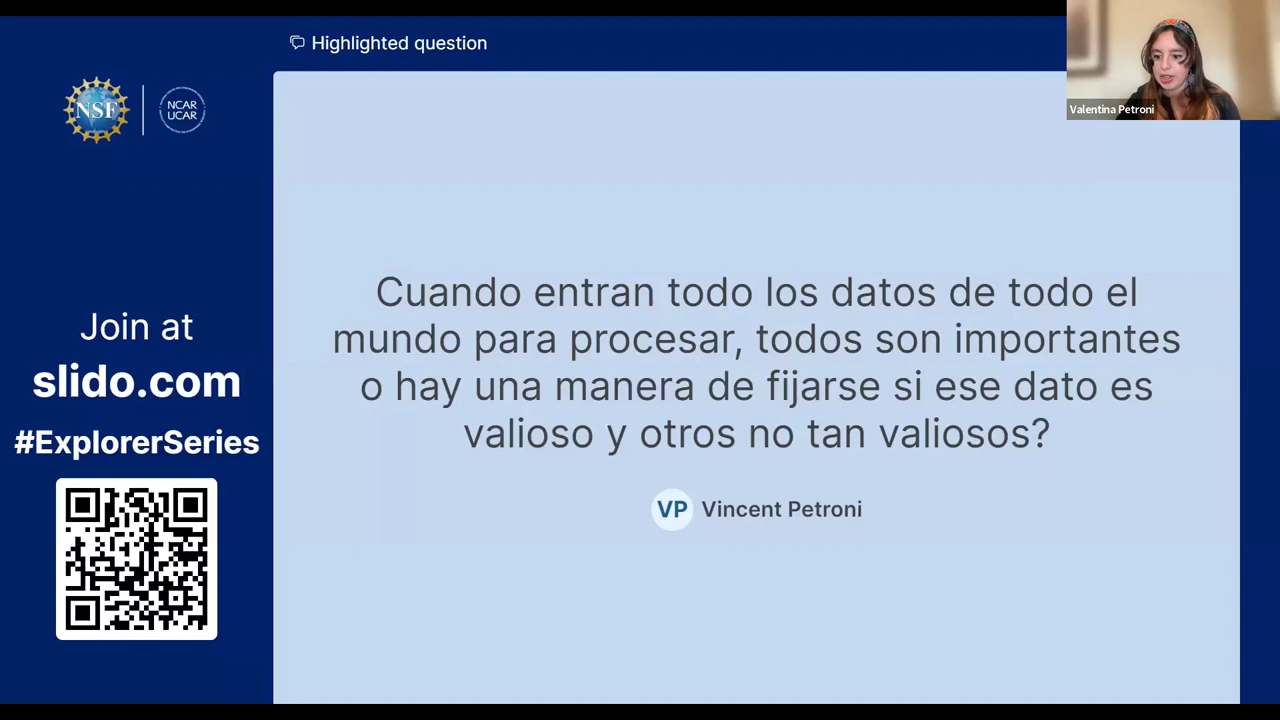 Highlighted question
NSF
NCAR
UCAR
Valentina Petroni
Join at
slido.com
#ExplorerSeries
Cuando entran todo los datos de todo el
mundo para procesar, todos son importantes
o hay una manera de fijarse si ese dato es
valioso y otros no tan valiosos?
VP Vincent Petroni